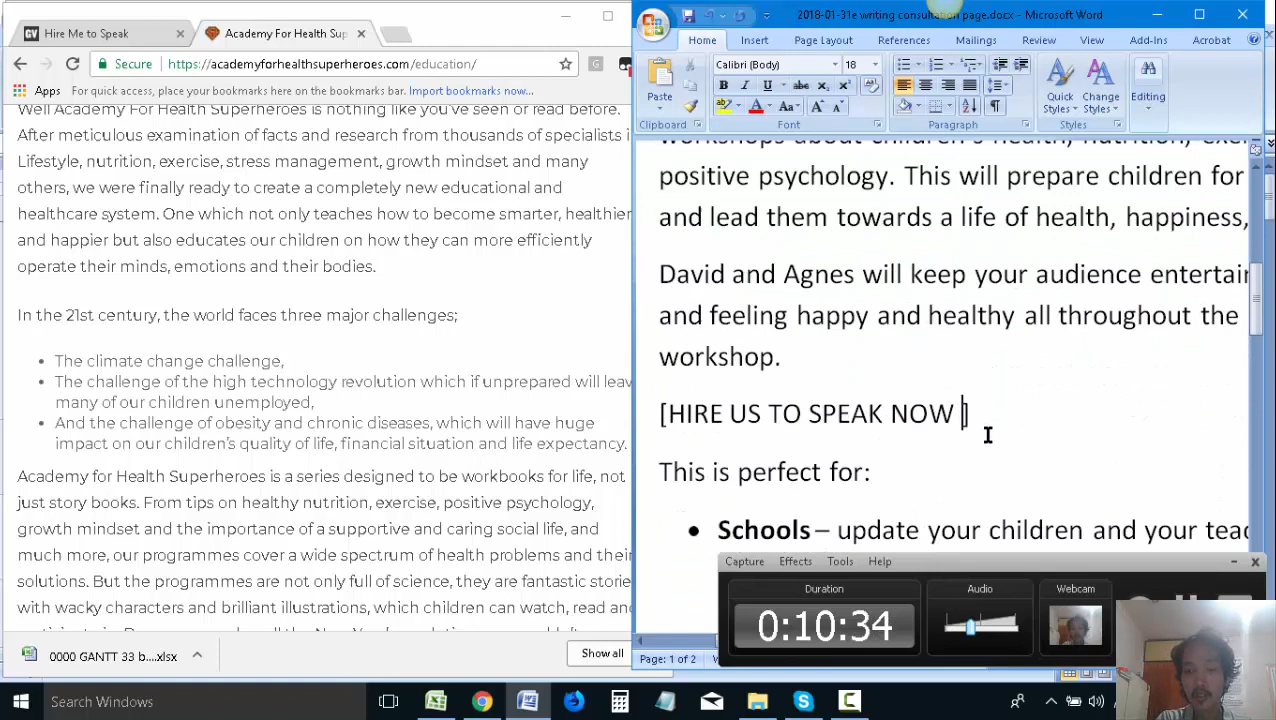 Hire Me to Speak
Academy For Health Sup
Secure
https://academyforhealthsuperheroes.com/education/
Apps
For quick access, place your bookmarks here on the bookmarks bar. Import bookmarks now...
Well Academy For Health Superheroes is nothing like you've seen or read before.
After meticulous examination, facts and research from thousands of specialists i
Lifestyle, nutrition, exercise, stress management, growth mindset and many
others, we were finally ready to create a completely new educational and
healthcare system. One which not only teaches how to become smarter, healthier
and happier but also educates our children on how they can more efficiently
operate their minds, emotions and their bodies.
In the 21st century, the world faces three major challenges;
The climate change challenge,
The challenge of the high technology revolution which if unprepared will leav
many of our children unemployed,
And the challenge of obesity and chronic diseases, which will have huge
impact on our children's quality of life, financial situation and life expectancy.
Academy for Health Superheroes is a series designed to be workbooks for life, not
just story books. From tips on healthy nutrition, exercise, positive psychology,
growth mindset and the importance of a supportive and caring social life, and
much more, our programmes cover a wide spectrum of health problems and their
solutions. But the programmes are not only full of science, they are fantastic storie
with wacky characters and brilliant illustrations, which children can watch, read and
0000 GANTT 33 b....xlsx
Show all
Search Windows
2018-01-31e writing consultation page.docx - Microsoft Word
Home Insert Page Layout References Mailings Review View Add-Ins Acrobat
Paste
Calibri (Body) 18
Quick Styles
Change Styles
Editing
Clipboard Font Paragraph Styles
workshops about children's health, nutrition, exer
positive psychology. This will prepare children for
and lead them towards a life of health, happiness,
David and Agnes will keep your audience entertain
and feeling happy and healthy all throughout the
workshop.
[HIRE US TO SPEAK NOW ]
This is perfect for:
Schools – update your children and your teac
Capture Effects Tools Help
Duration Audio Webcam
0:10:34
Page: 1 of 2